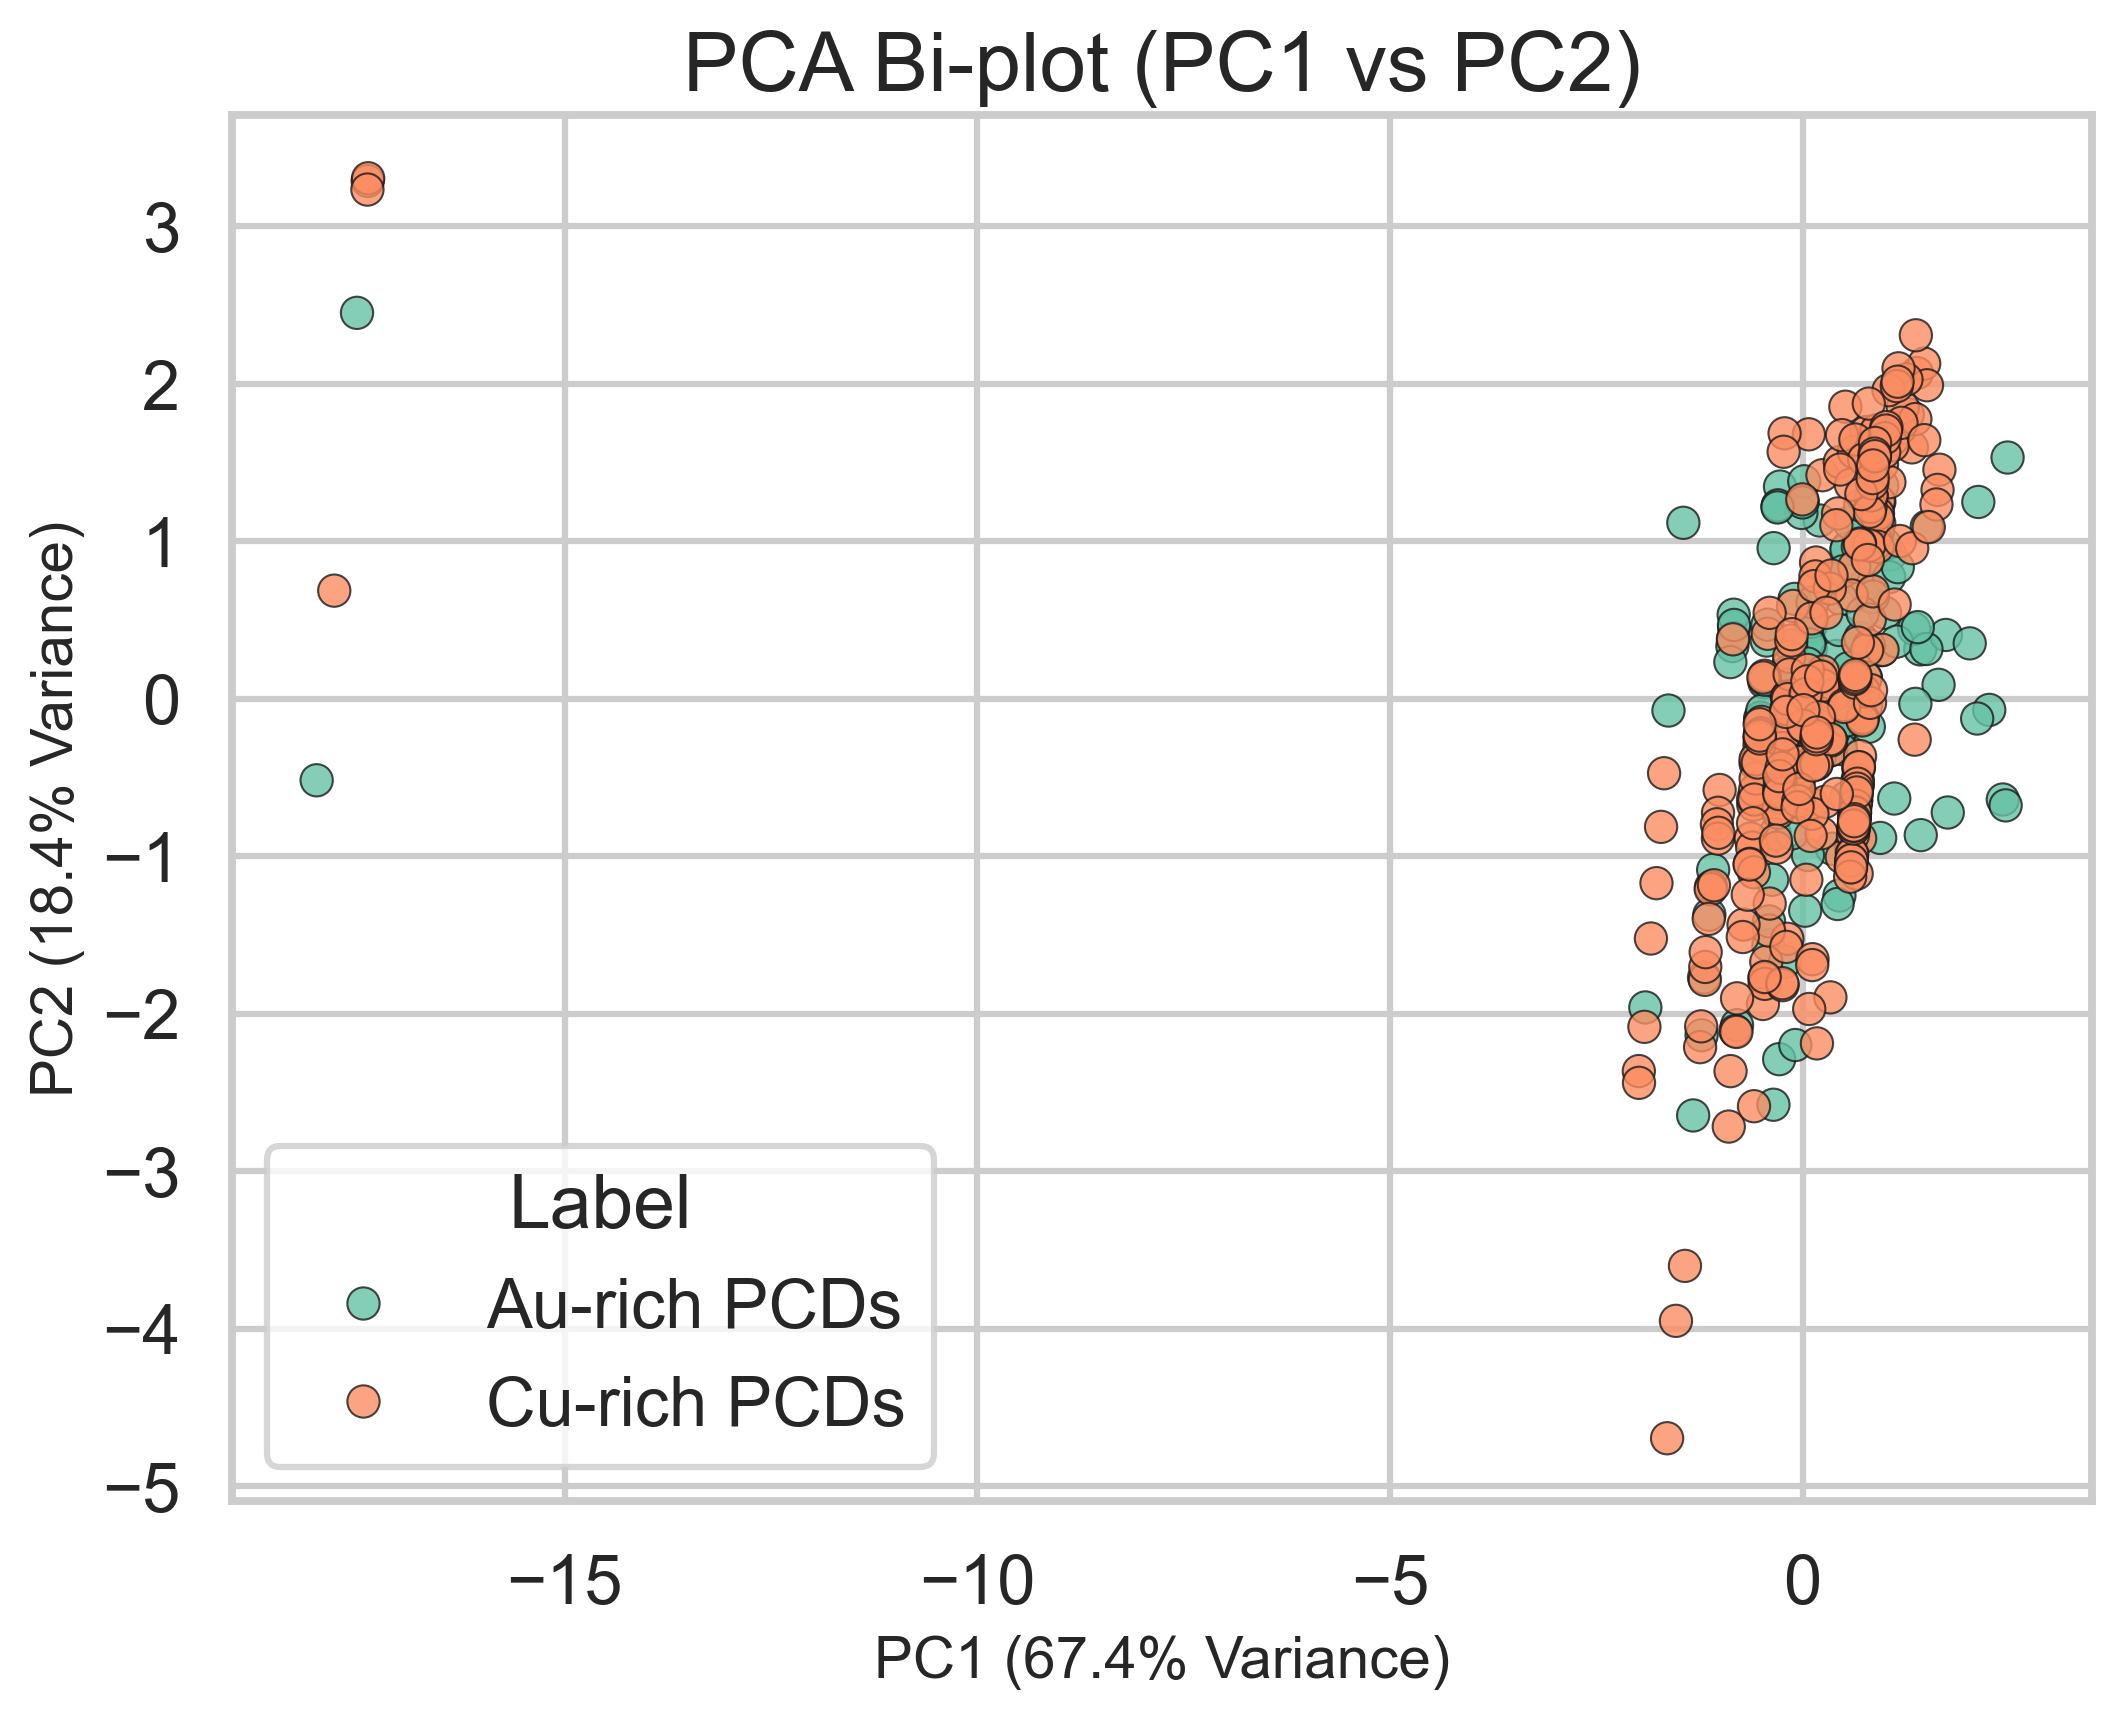 PCA Bi-plot (PC1 vs PC2)
PC2 (18.4% Variance)
3
2
1
0
−1
−2
−3
−4
−5
Label
Au-rich PCDs
Cu-rich PCDs
−15 −10 −5 0
PC1 (67.4% Variance)